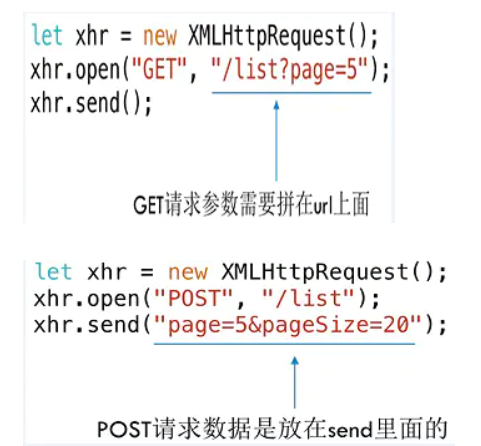 let xhr = new XMLHttpRequest();
xhr.open("GET", "/list?page=5");
xhr.send();
GET请求参数需要拼在url上面
let xhr = new XMLHttpRequest();
xhr.open("POST", "/list");
xhr.send("page=5&pageSize=20");
POST请求数据是放在send里面的